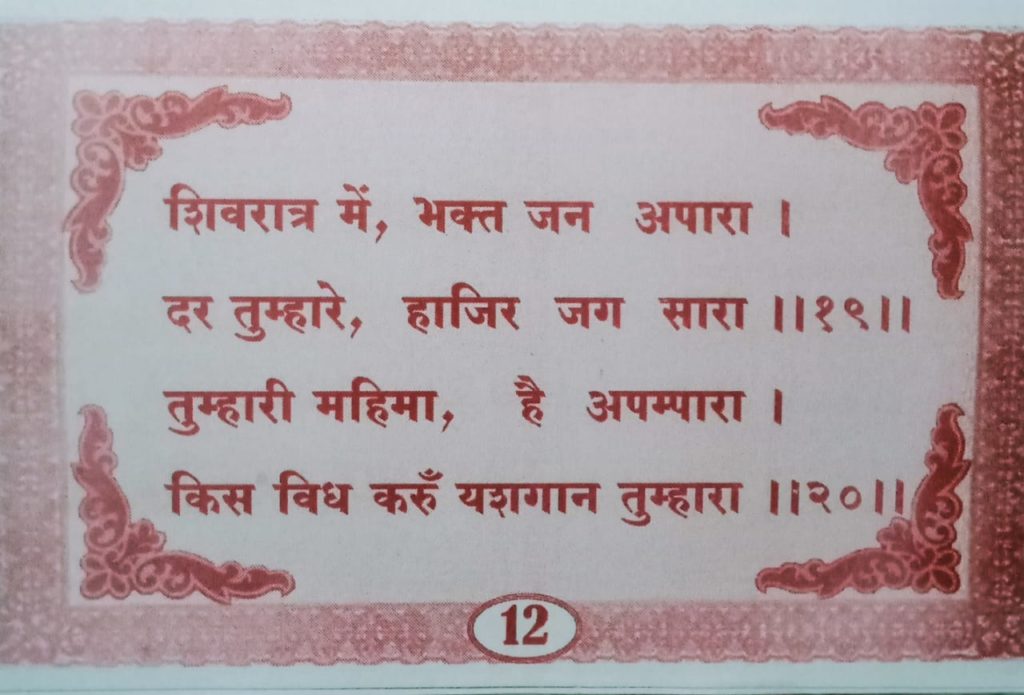 शिवरात्र में, भक्त जन अपारा ।
दर तुम्हारे, हाजिर जग सारा ।।१९।।
तुम्हारी महिमा, है अपम्पारा ।
किस विध करुँ यशगान तुम्हारा ।।२०।।
12